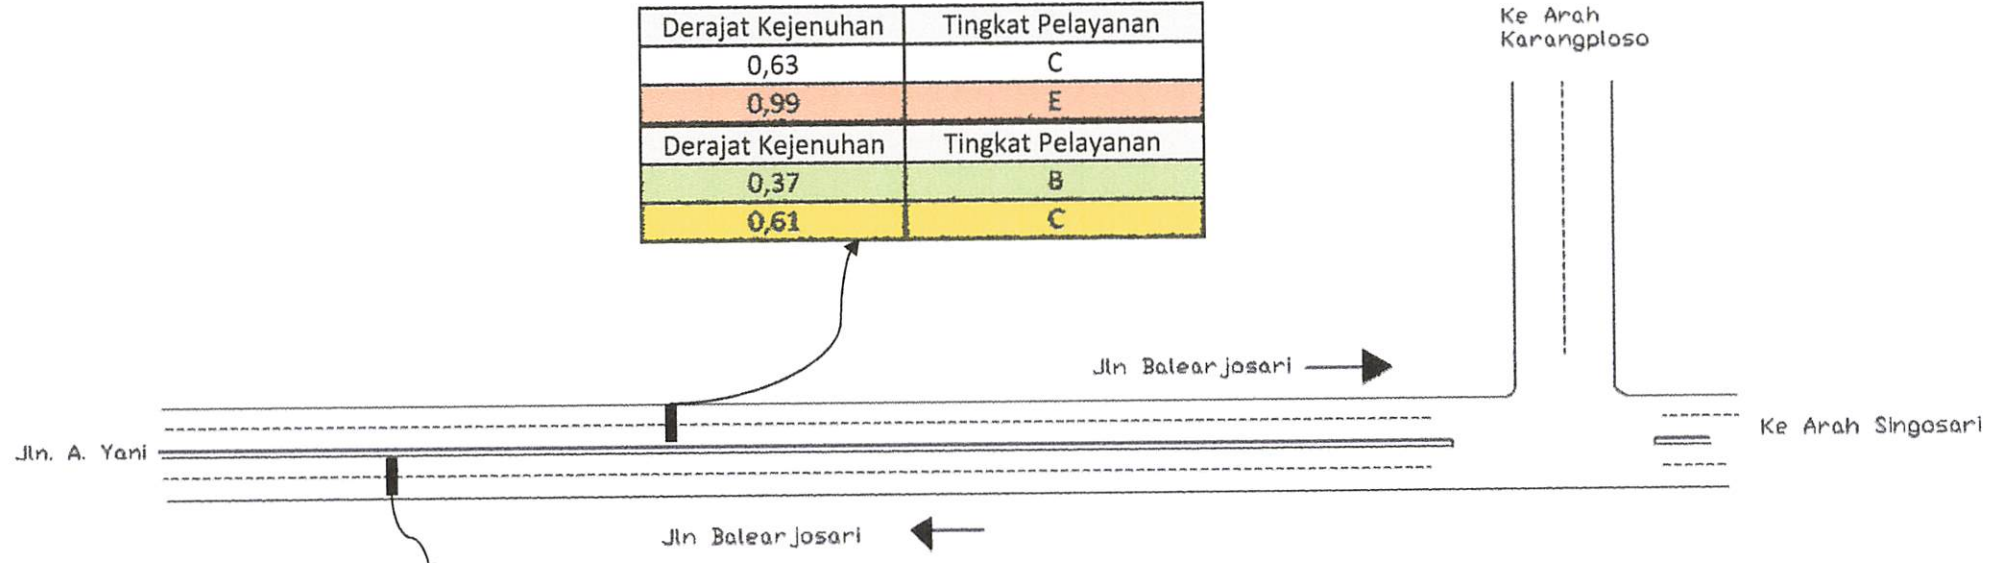 Derajat Kejenuhan Tingkat Pelayanan
0,63 C
0,99 E
Derajat Kejenuhan Tingkat Pelayanan
0,37 B
0,61 C
Ke Arah
Karangploso
Jln Balearjosari
Ke Arah Singosari
Jln. A. Yani
Jln Balearjosari